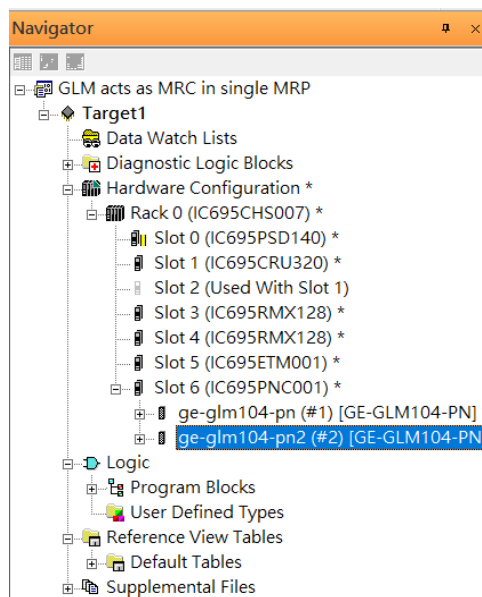 Navigator
GLM acts as MRC in single MRP
Target1
Data Watch Lists
Diagnostic Logic Blocks
Hardware Configuration *
Rack 0 (IC695CHS007) *
Slot 0 (IC695PSD140) *
Slot 1 (IC695CRU320) *
Slot 2 (Used With Slot 1)
Slot 3 (IC695RMX128) *
Slot 4 (IC695RMX128) *
Slot 5 (IC695ETM001) *
Slot 6 (IC695PNC001) *
ge-glm104-pn (#1) [GE-GLM104-PN]
ge-glm104-pn2 (#2) [GE-GLM104-PN
Logic
Program Blocks
User Defined Types
Reference View Tables
Default Tables
Supplemental Files